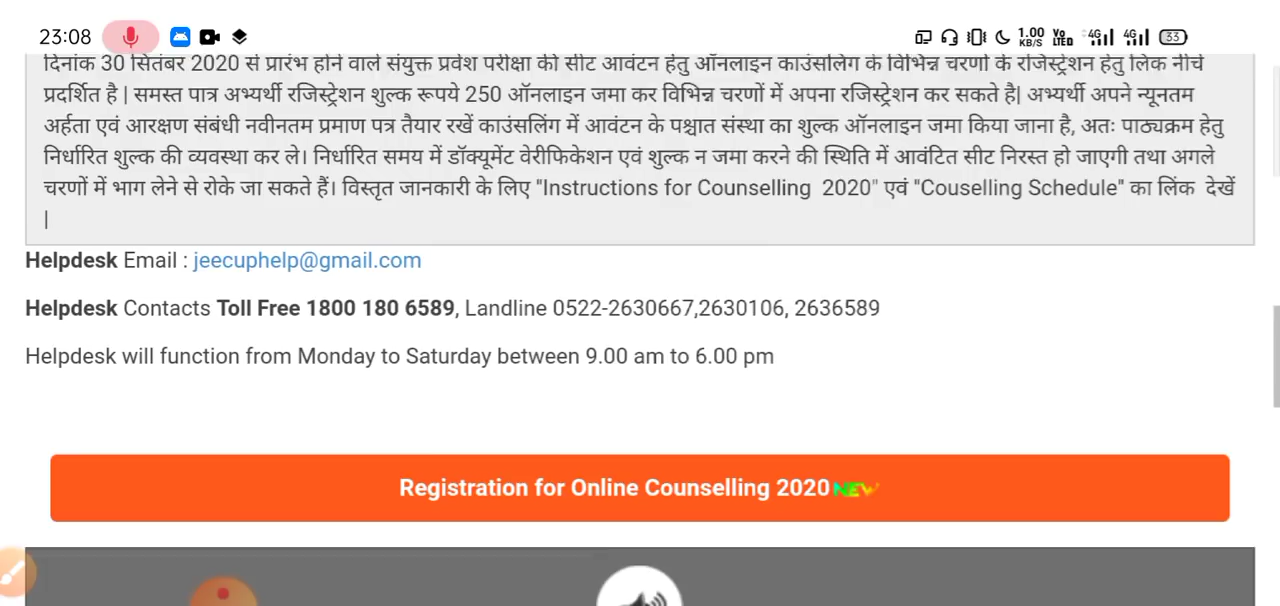 23:08 1.00 KB/S Vo LTE 4G 4G 33
दिनांक 30 सितंबर 2020 से प्रारंभ होने वाले संयुक्त प्रवेश परीक्षा की सीट आवंटन हेतु ऑनलाइन काउंसलिंग के विभिन्न चरणों के रजिस्ट्रेशन हेतु लिंक नीचे
प्रदर्शित है | समस्त पात्र अभ्यर्थी रजिस्ट्रेशन शुल्क रूपये 250 ऑनलाइन जमा कर विभिन्न चरणों में अपना रजिस्ट्रेशन कर सकते है| अभ्यर्थी अपने न्यूनतम
अर्हता एवं आरक्षण संबंधी नवीनतम प्रमाण पत्र तैयार रखें काउंसलिंग में आवंटन के पश्चात संस्था का शुल्क ऑनलाइन जमा किया जाना है, अतः पाठ्यक्रम हेतु
निर्धारित शुल्क की व्यवस्था कर ले। निर्धारित समय में डॉक्यूमेंट वेरीफिकेशन एवं शुल्क न जमा करने की स्थिति में आवंटित सीट निरस्त हो जाएगी तथा अगले
चरणों में भाग लेने से रोके जा सकते हैं। विस्तृत जानकारी के लिए "Instructions for Counselling 2020" एवं "Couselling Schedule" का लिंक देखें
|
Helpdesk Email : jeecuphelp@gmail.com
Helpdesk Contacts Toll Free 1800 180 6589, Landline 0522-2630667,2630106, 2636589
Helpdesk will function from Monday to Saturday between 9.00 am to 6.00 pm
Registration for Online Counselling 2020 NEW